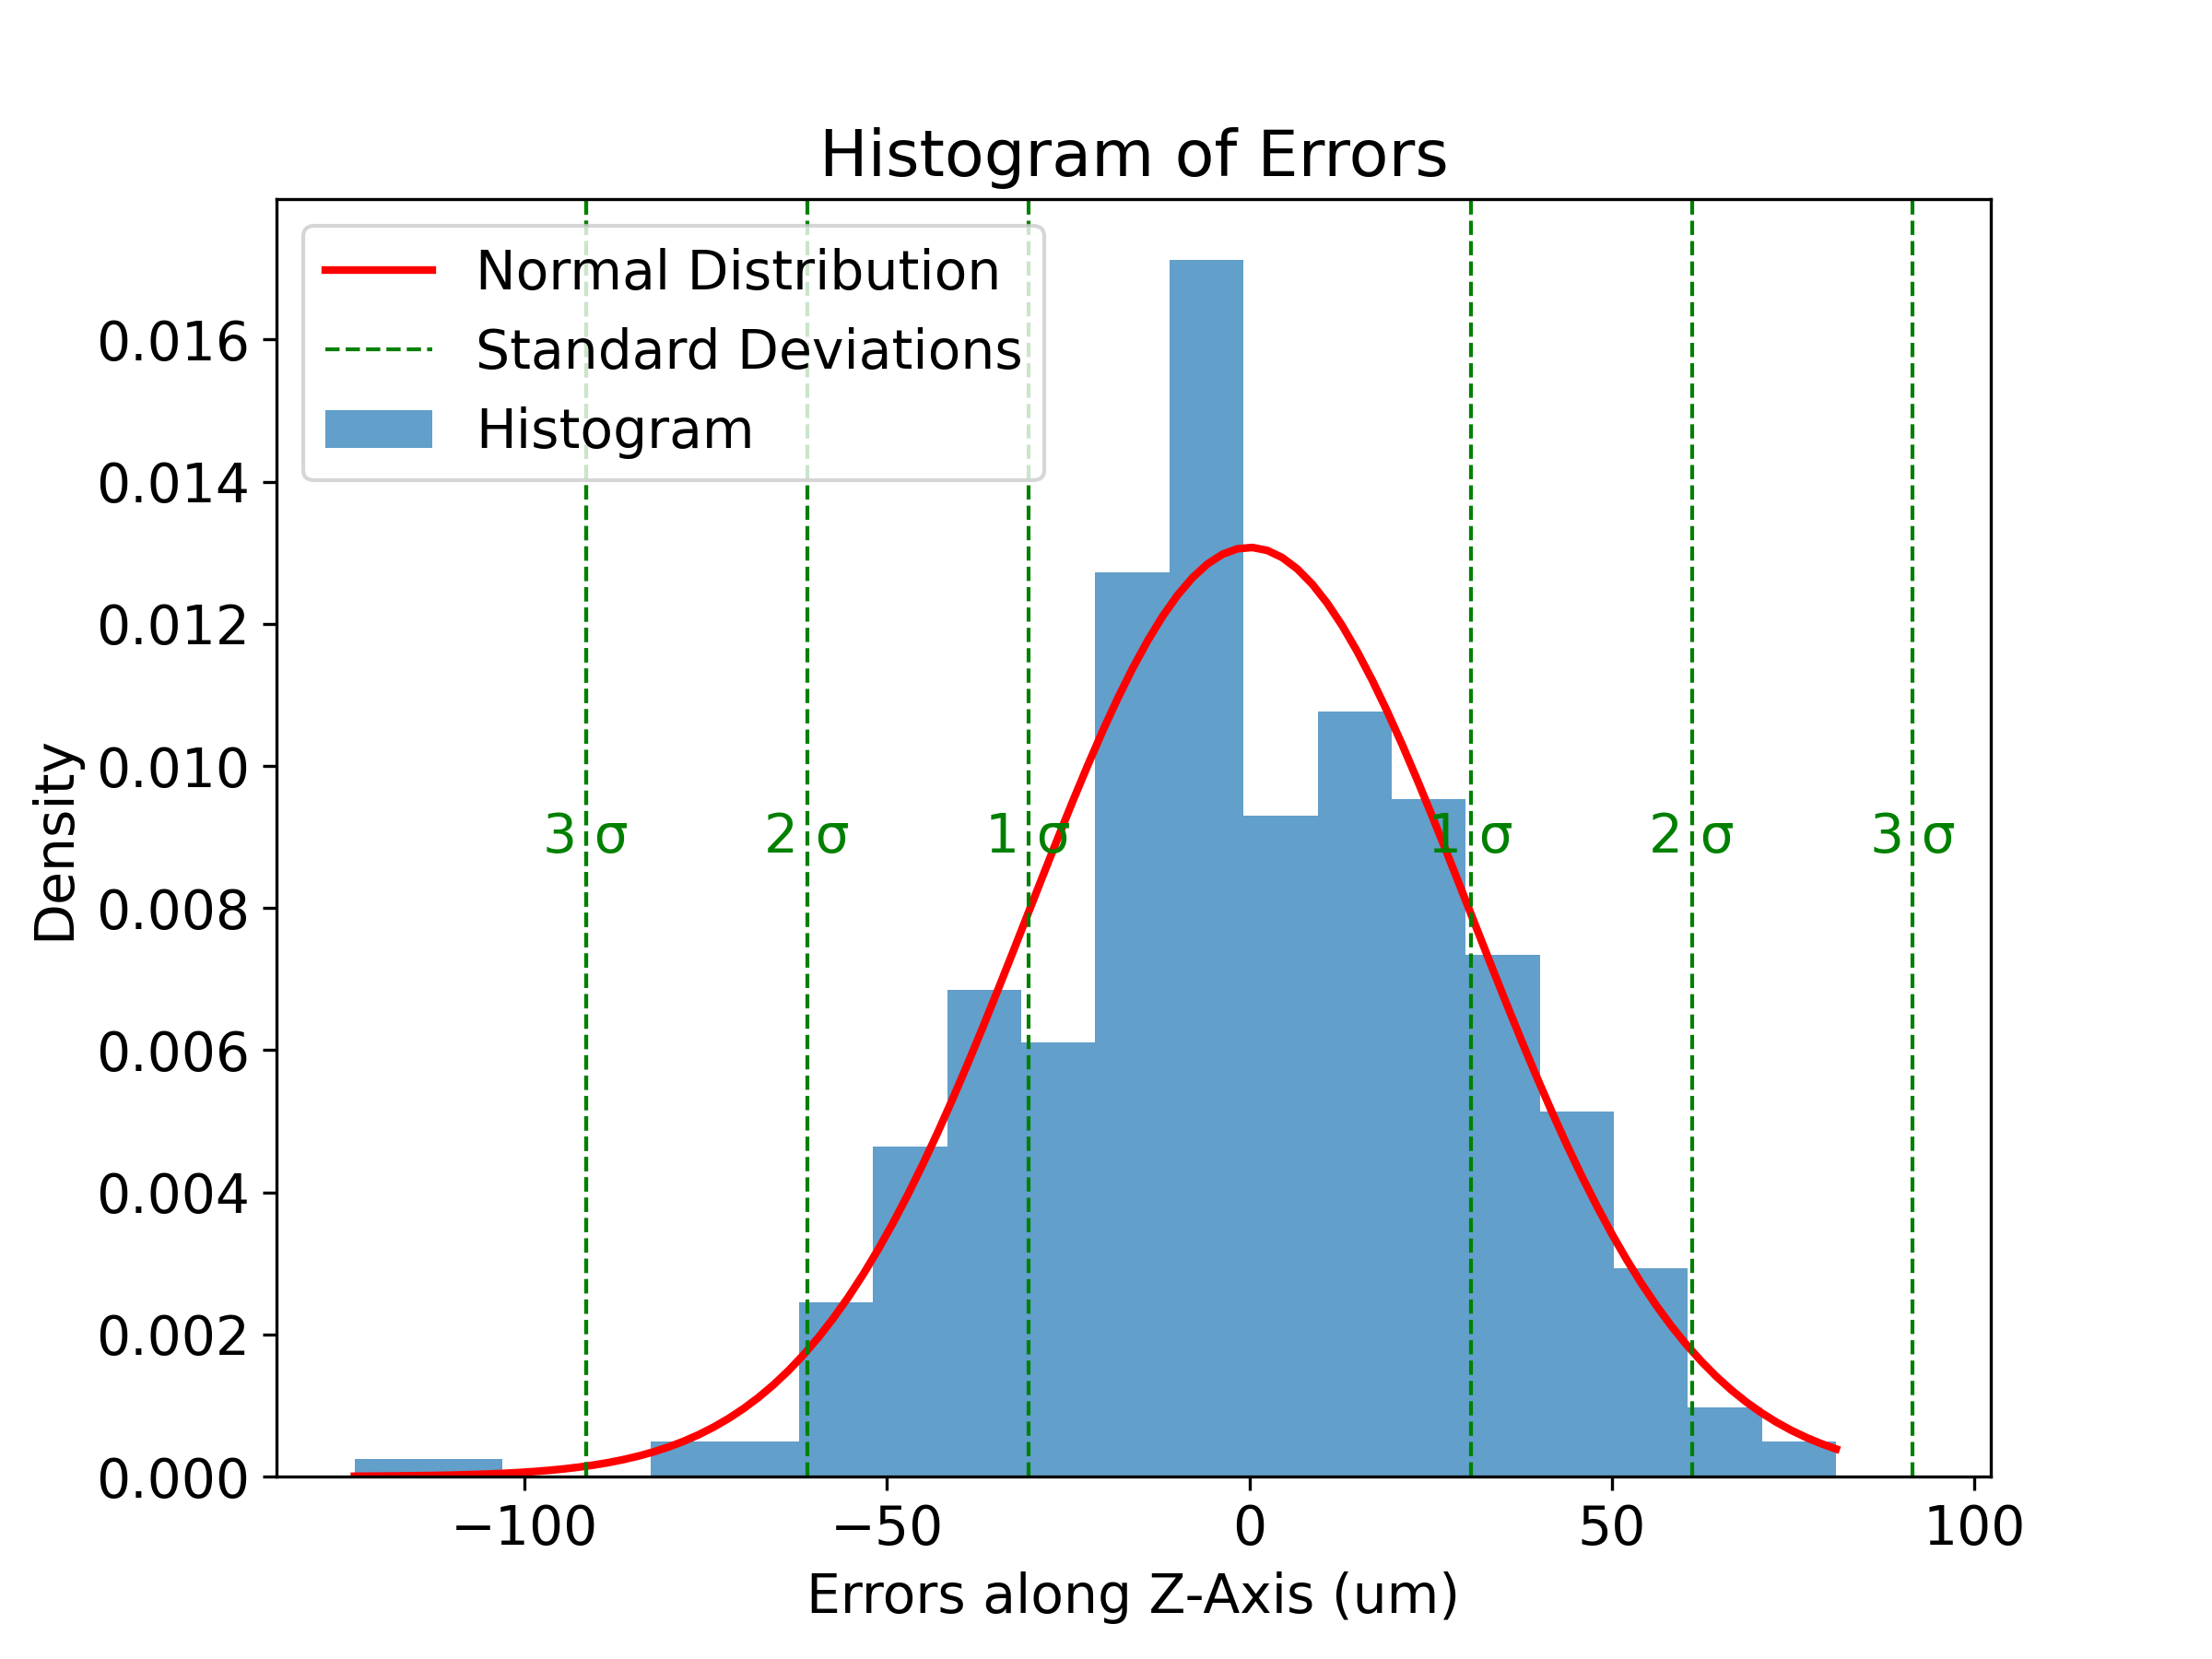 Histogram of Errors
Normal Distribution
Standard Deviations
Histogram
0.016
0.014
0.012
0.010
0.008
0.006
0.004
0.002
0.000
Density
3 σ
2 σ
1 σ
1 σ
2 σ
3 σ
−100
−50
0
50
100
Errors along Z-Axis (um)